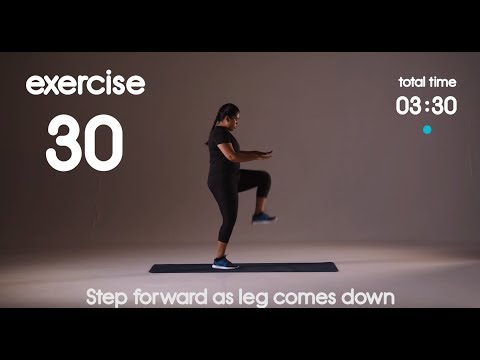 exercise
30
total time
03:30
Step forward as leg comes down